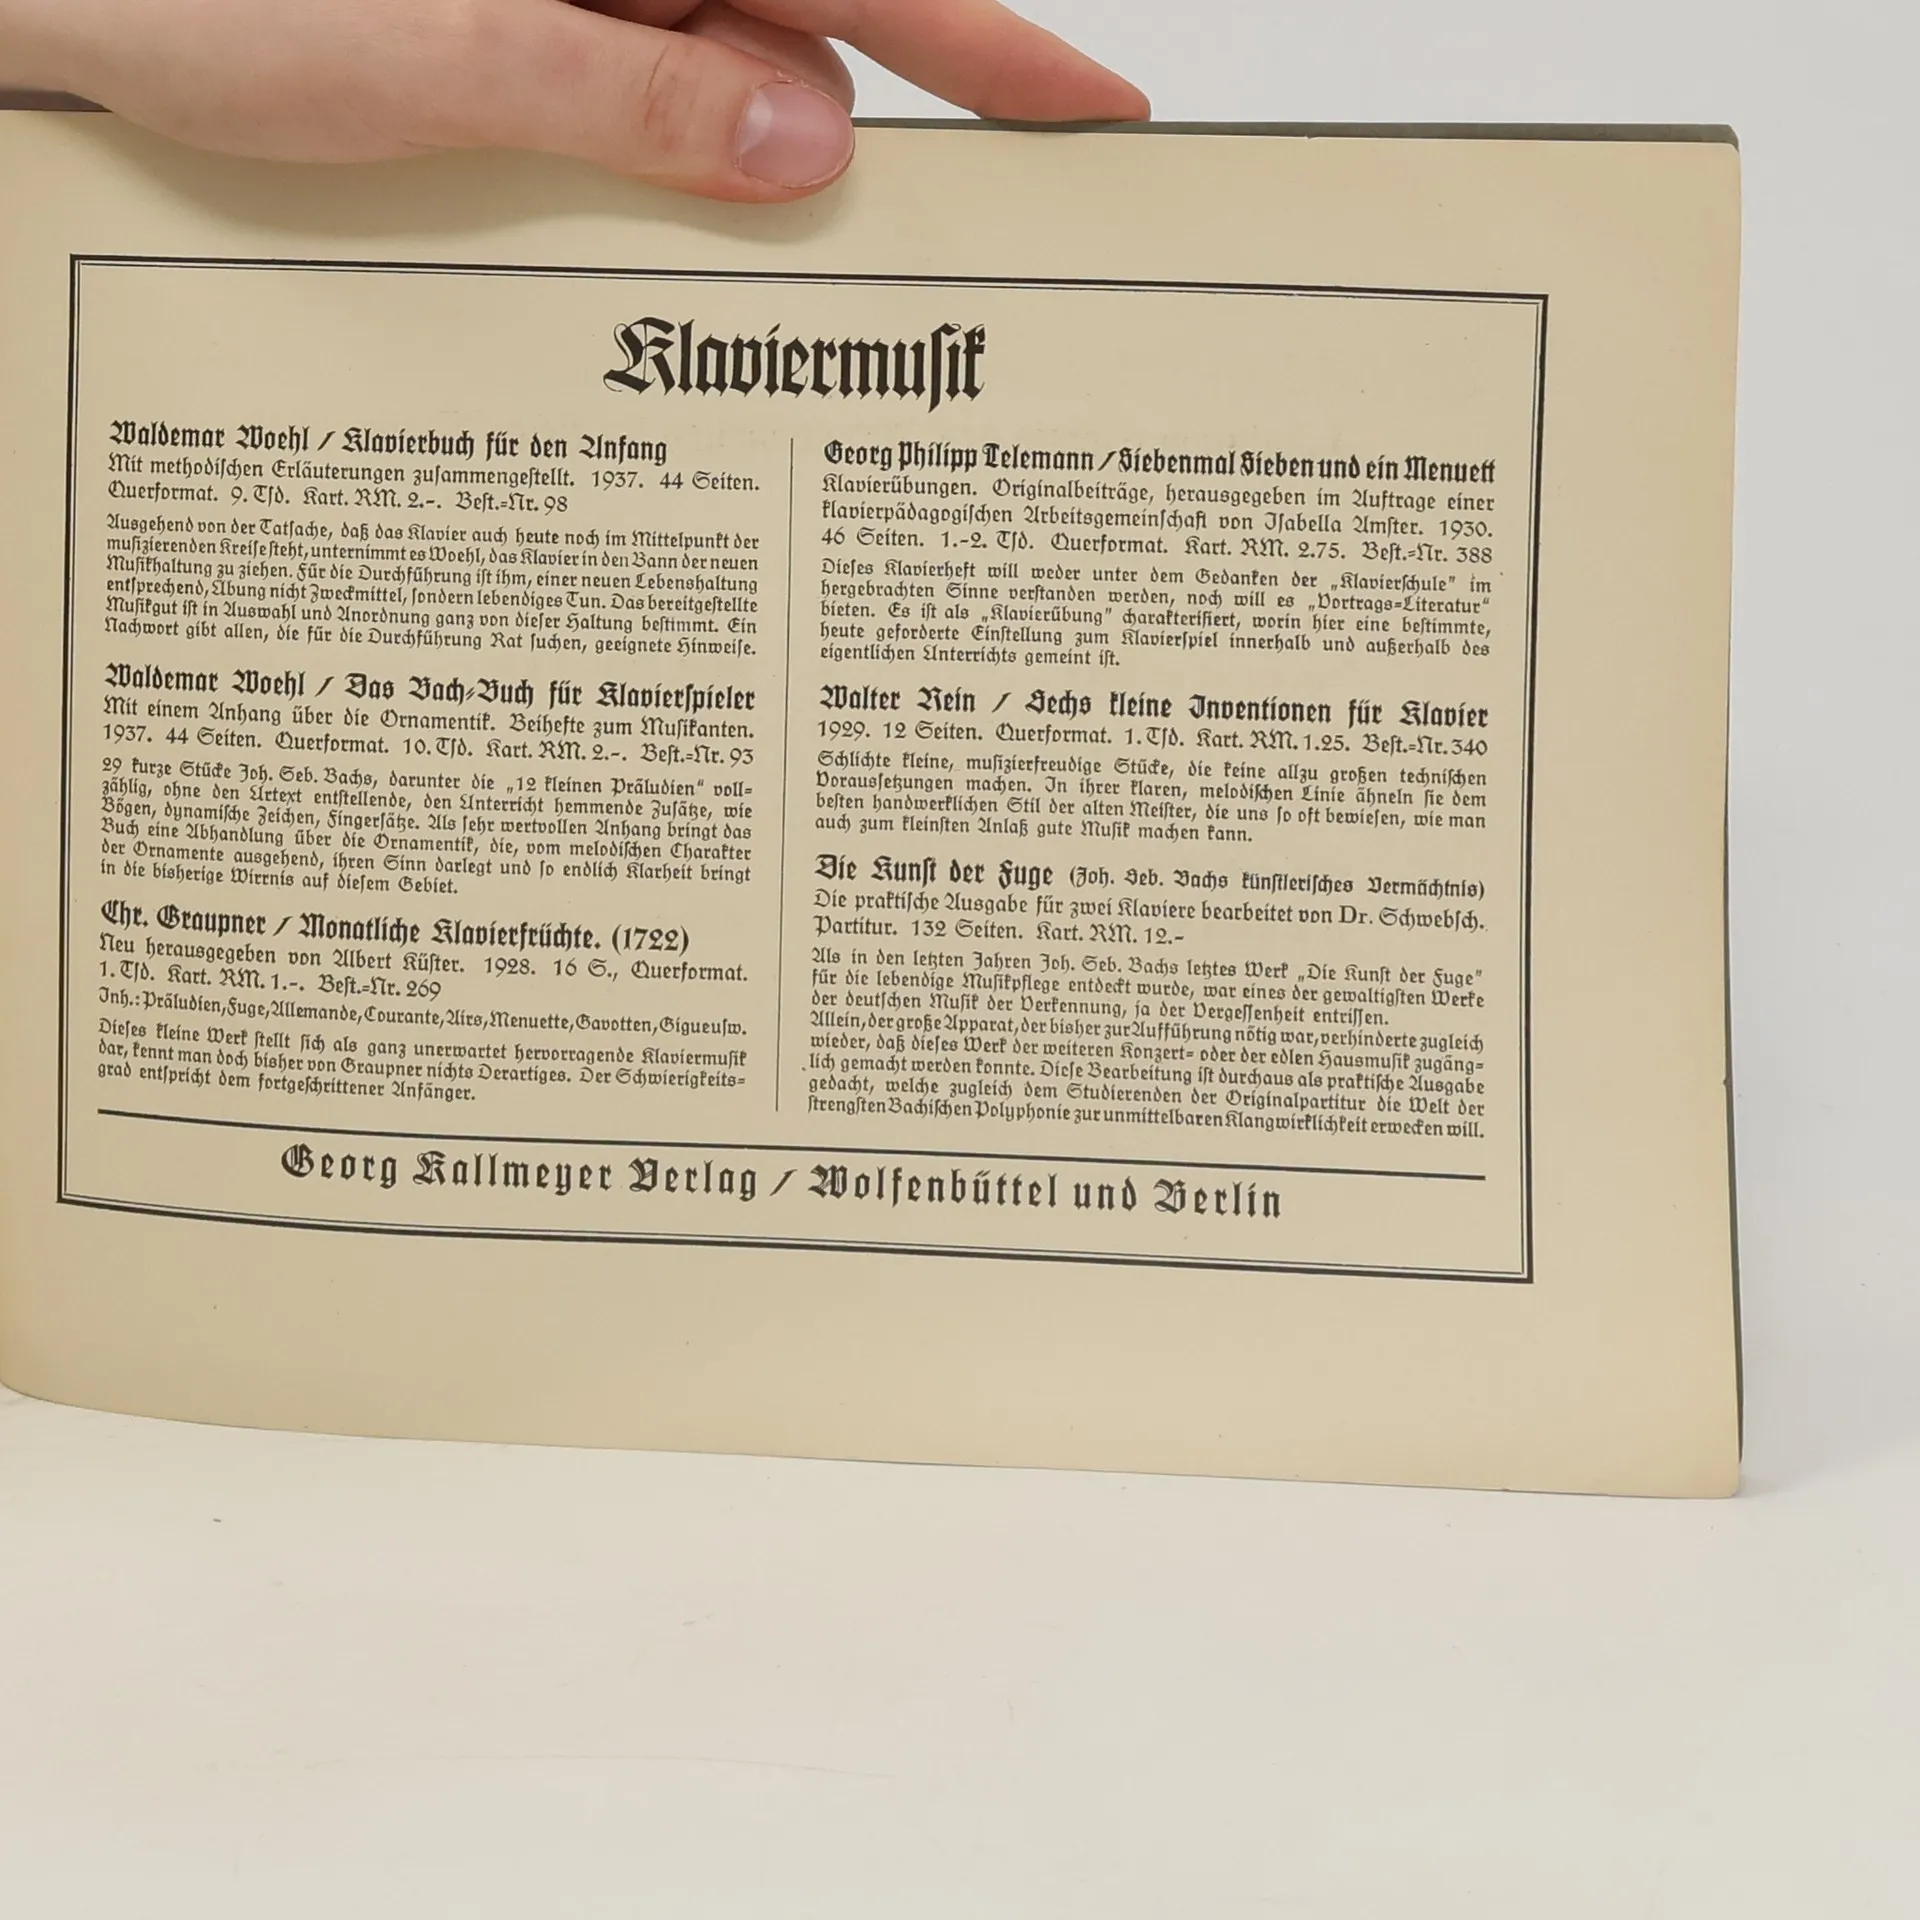 Klaviermusik
Waldemar Woehl / Klavierbuch für den Anfang
Mit methodischen Erläuterungen zusammengestellt. 1937. 44 Seiten.
Querformat. 9. Tsd. Kart. RM. 2.-. Best.=Nr. 98
Ausgehend von der Tatsache, daß das Klavier auch heute noch im Mittelpunkt der
musizierenden Kreise steht, unternimmt es Woehl, das Klavier in den Bann der neuen
Musikhaltung zu ziehen. Für die Durchführung ist ihm, einer neuen Lebenshaltung
entsprechend, Übung nicht Zweckmittel, sondern lebendiges Tun. Das bereitgestellte
Musikgut ist in Auswahl und Anordnung ganz von dieser Haltung bestimmt. Ein
Nachwort gibt allen, die für die Durchführung Rat suchen, geeignete Hinweise.
Waldemar Woehl / Das Bach=Buch für Klavierspieler
Mit einem Anhang über die Ornamentik. Beihefte zum Musikanten.
1937. 44 Seiten. Querformat. 10. Tsd. Kart. RM. 2.-. Best.=Nr. 93
29 kurze Stücke Joh. Seb. Bachs, darunter die „12 kleinen Präludien“ voll=
zählig, ohne den Urtext entstellende, den Unterricht hemmende Zusätze, wie
Bögen, dynamische Zeichen, Fingersätze. Als sehr wertvollen Anhang bringt das
Buch eine Abhandlung über die Ornamentik, die, vom melodischen Charakter
der Ornamente ausgehend, ihren Sinn darlegt und so endlich Klarheit bringt
in die bisherige Wirrnis auf diesem Gebiet.
Chr. Graupner / Monatliche Klavierfrüchte. (1722)
Neu herausgegeben von Albert Küster. 1928. 16 S., Querformat.
1. Tsd. Kart. RM. 1.-. Best.=Nr. 269
Inh.: Präludien, Fuge, Allemande, Courante, Airs, Menuette, Gavotten, Gigue usw.
Dieses kleine Werk stellt sich als ganz unerwartet hervorragende Klaviermusik
dar, kennt man doch bisher von Graupner nichts Derartiges. Der Schwierigkeits=
grad entspricht dem fortgeschrittener Anfänger.
Georg Philipp Telemann / Siebenmal Sieben und ein Menuett
Klavierübungen. Originalbeiträge, herausgegeben im Auftrage einer
klavierpädagogischen Arbeitsgemeinschaft von Isabella Amster. 1930.
46 Seiten. 1.-2. Tsd. Querformat. Kart. RM. 2.75. Best.=Nr. 388
Dieses Klavierheft will weder unter dem Gedanken der „Klavierschule“ im
hergebrachten Sinne verstanden werden, noch will es „Vortrags=Literatur“
bieten. Es ist als „Klavierübung“ charakterisiert, worin hier eine bestimmte,
heute geforderte Einstellung zum Klavierspiel innerhalb und außerhalb des
eigentlichen Unterrichts gemeint ist.
Walter Rein / Sechs kleine Inventionen für Klavier
1929. 12 Seiten. Querformat. 1. Tsd. Kart. RM. 1.25. Best.=Nr. 340
Schlichte kleine, musizierfreudige Stücke, die keine allzu großen technischen
Voraussetzungen machen. In ihrer klaren, melodischen Linie ähneln sie dem
besten handwerklichen Stil der alten Meister, die uns so oft bewiesen, wie man
auch zum kleinsten Anlaß gute Musik machen kann.
Die Kunst der Fuge (Joh. Seb. Bachs künstlerisches Vermächtnis)
Die praktische Ausgabe für zwei Klaviere bearbeitet von Dr. Schwebsch.
Partitur. 132 Seiten. Kart. RM. 12.-
Als in den letzten Jahren Joh. Seb. Bachs letztes Werk „Die Kunst der Fuge“
für die lebendige Musikpflege entdeckt wurde, war eines der gewaltigsten Werke
der deutschen Musik der Verkennung, ja der Vergessenheit entrissen.
Allein, der große Apparat, der bisher zur Aufführung nötig war, verhinderte zugleich
wieder, daß dieses Werk der weiteren Konzert= oder der edlen Hausmusik zugäng=
lich gemacht werden konnte. Diese Bearbeitung ist durchaus als praktische Ausgabe
gedacht, welche zugleich dem Studierenden der Originalpartitur die Welt der
strengsten Bachischen Polyphonie zur unmittelbaren Klangwirklichkeit erwecken will.
Georg Kallmeyer Verlag / Wolfenbüttel und Berlin